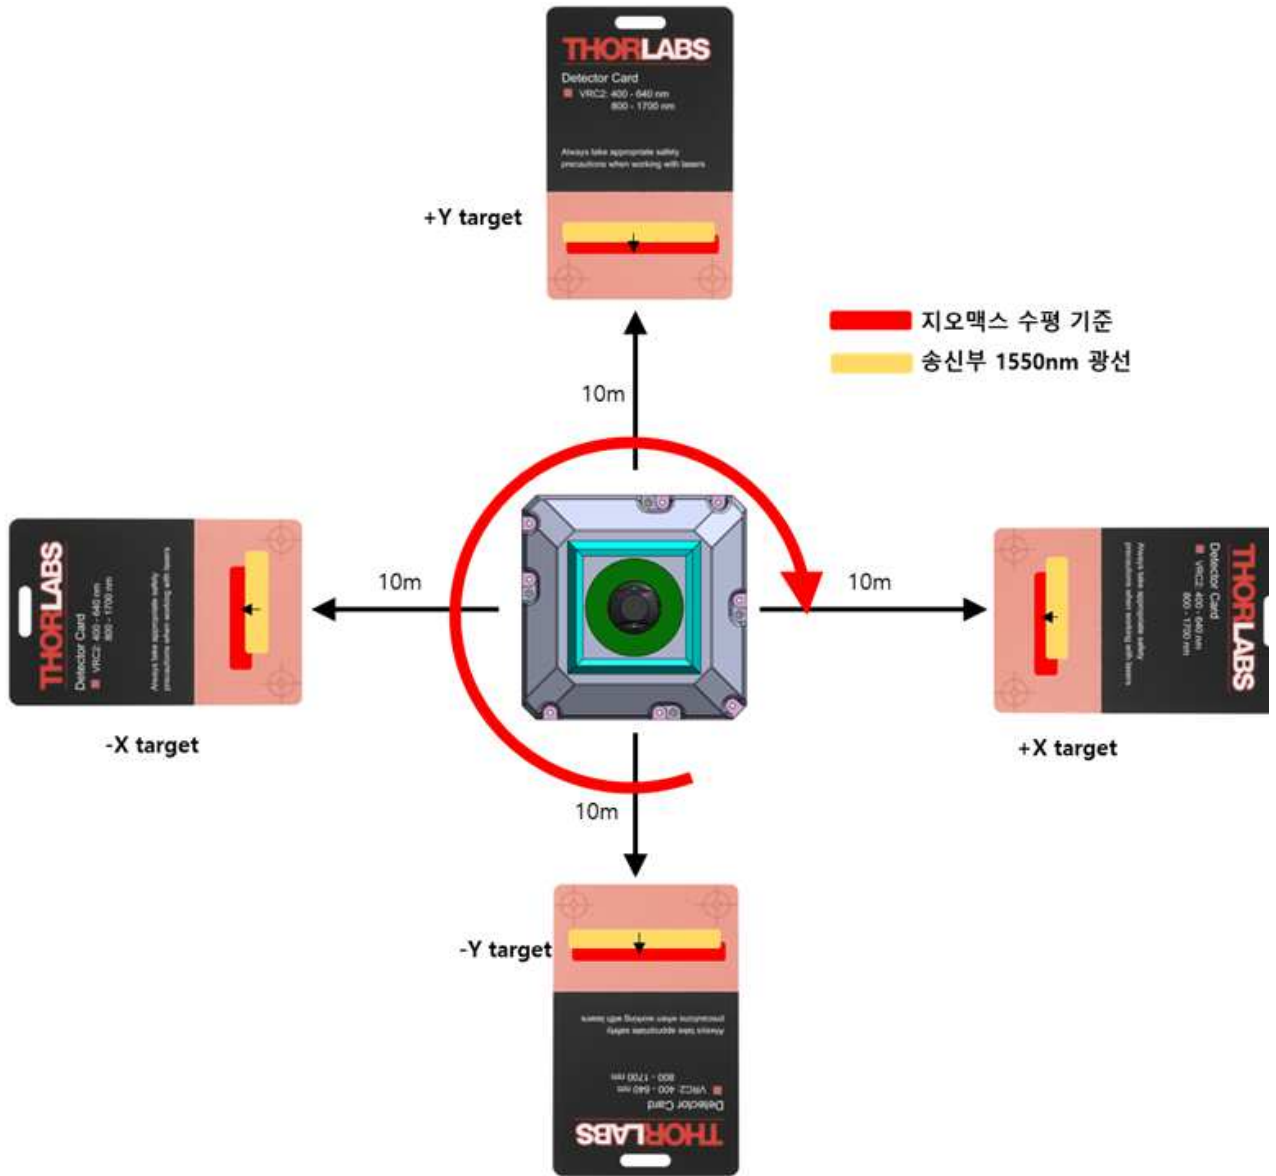 THORLABS
Detector Card
VRC2: 400 - 640 nm
800 - 1700 nm
Always take appropriate safety
precautions when working with lasers
+Y target
지오맥스 수평 기준
송신부 1550nm 광선
10m
THORLABS
Detector Card
VRC2: 400 - 640 nm
800 - 1700 nm
Always take appropriate safety
precautions when working with lasers
-X target
10m
10m
THORLABS
Detector Card
VRC2: 400 - 640 nm
800 - 1700 nm
Always take appropriate safety
precautions when working with lasers
+X target
10m
-Y target
Always take appropriate safety
precautions when working with lasers
VRC2: 400 - 640 nm
800 - 1700 nm
Detector Card
THORLABS